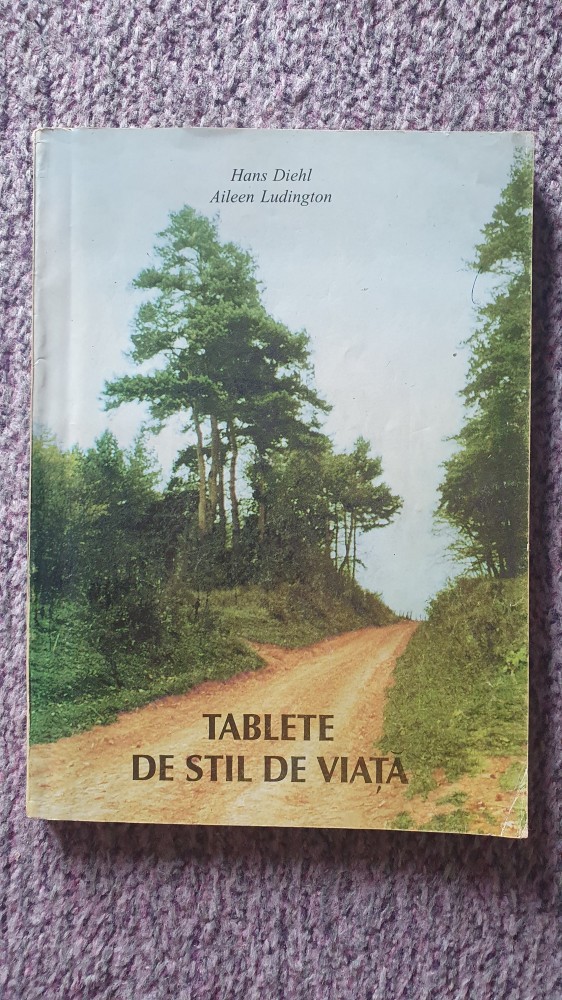 Hans Diehl
Aileen Ludington
TABLETE
DE STIL DE VIAȚĂ